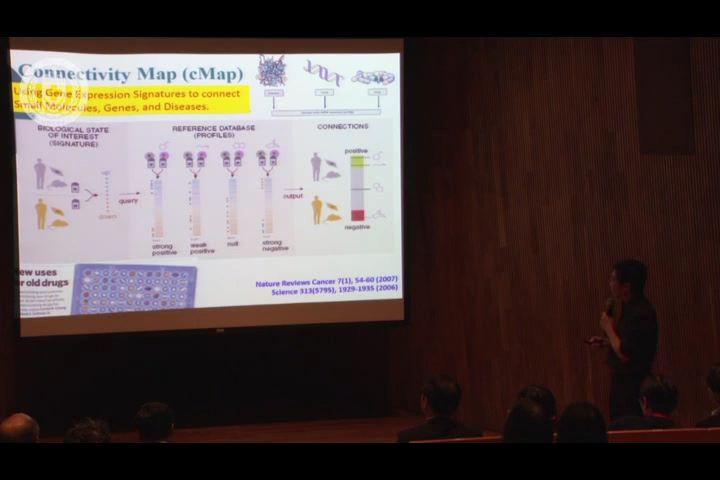 Connectivity Map (cMap)
Using Gene Expression Signatures to connect
Small Molecules, Genes, and Diseases.
BIOLOGICAL STATE
OF INTEREST
(SIGNATURE)
REFERENCE DATABASE
(PROFILES)
CONNECTIONS
up
down
query
output
positive
negative
strong
positive
weak
positive
null
strong
negative
new uses
for old drugs
Nature Reviews Cancer 7(1), 54-60 (2007)
Science 313(5795), 1929-1935 (2006)